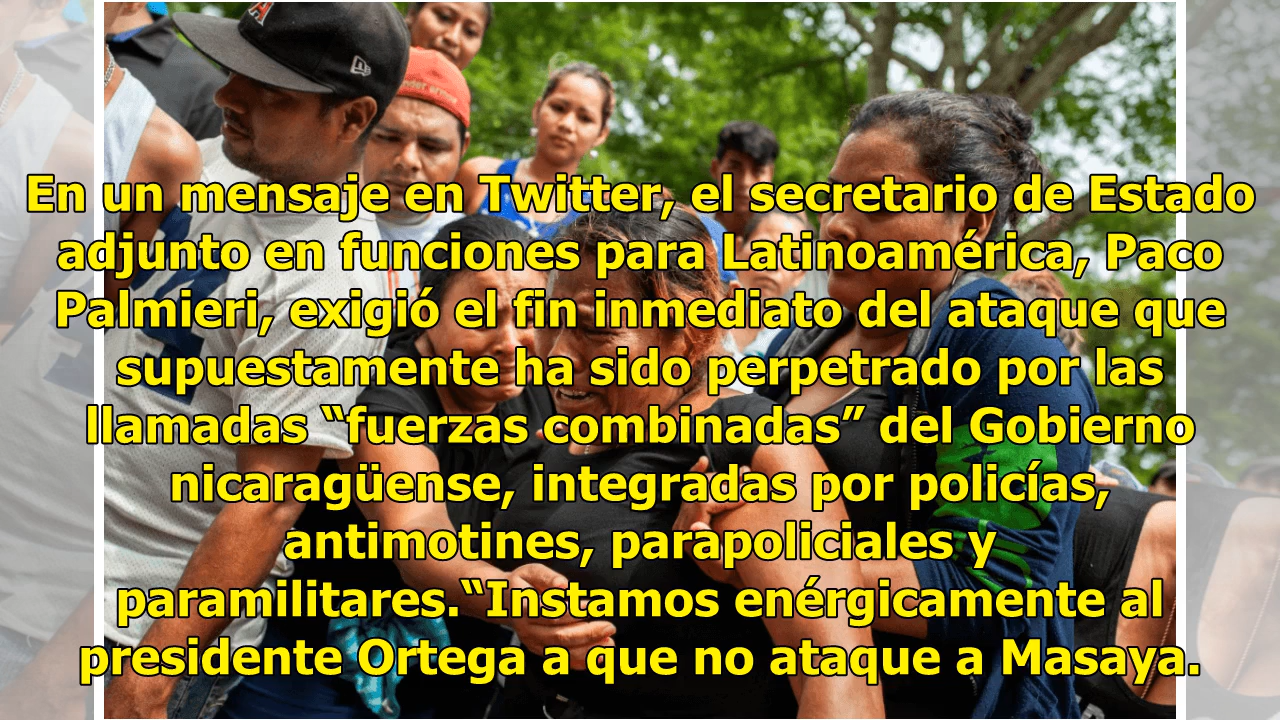 En un mensaje en Twitter, el secretario de Estado
adjunto en funciones para Latinoamérica, Paco
Palmieri, exigió el fin inmediato del ataque que
supuestamente ha sido perpetrado por las
llamadas “fuerzas combinadas” del Gobierno
nicaragüense, integradas por policías,
antimotines, parapoliciales y
paramilitares.“Instamos enérgicamente al
presidente Ortega a que no ataque a Masaya.